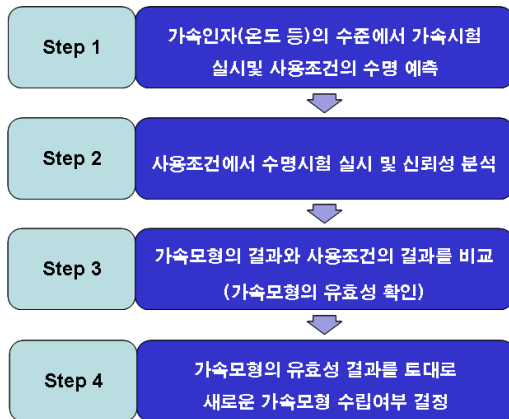 Step 1
가속인자(온도 등)의 수준에서 가속시험
실시및 사용조건의 수명 예측
Step 2
사용조건에서 수명시험 실시 및 신뢰성 분석
Step 3
가속모형의 결과와 사용조건의 결과를 비교
(가속모형의 유효성 확인)
Step 4
가속모형의 유효성 결과를 토대로
새로운 가속모형 수립여부 결정